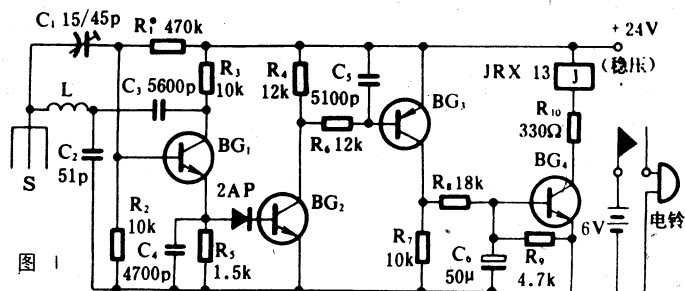 C₁ 15/45p
R₁* 470k
+24V
(稳压)
R₃
10k
R₄
12k
C₅
5100p
JRX 13
J
L
C₃ 5600p
BG₃
R₁₀
330Ω
R₆ 12k
BG₁
BG₄
C₂
51p
S
2AP
BG₂
R₈ 18k
6V
电铃
R₂
10k
C₄
4700p
R₅
1.5k
R₇
10k
C₆
50μ
R₉
4.7k
图 1